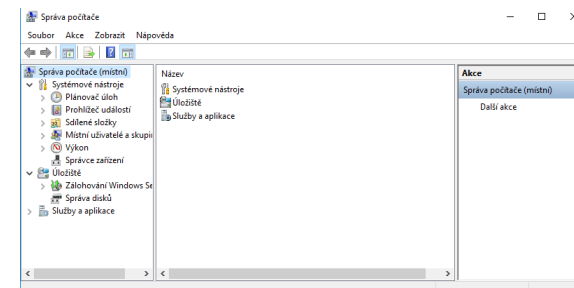 Správa počítače
Soubor Akce Zobrazit Nápověda
Správa počítače (místní)
Systémové nástroje
Plánovač úloh
Prohlížeč událostí
Sdílené složky
Místní uživatelé a skupi
Výkon
Správce zařízení
Úložiště
Zálohování Windows Se
Správa disků
Služby a aplikace
Název
Systémové nástroje
Úložiště
Služby a aplikace
Akce
Správa počítače (místní)
Další akce